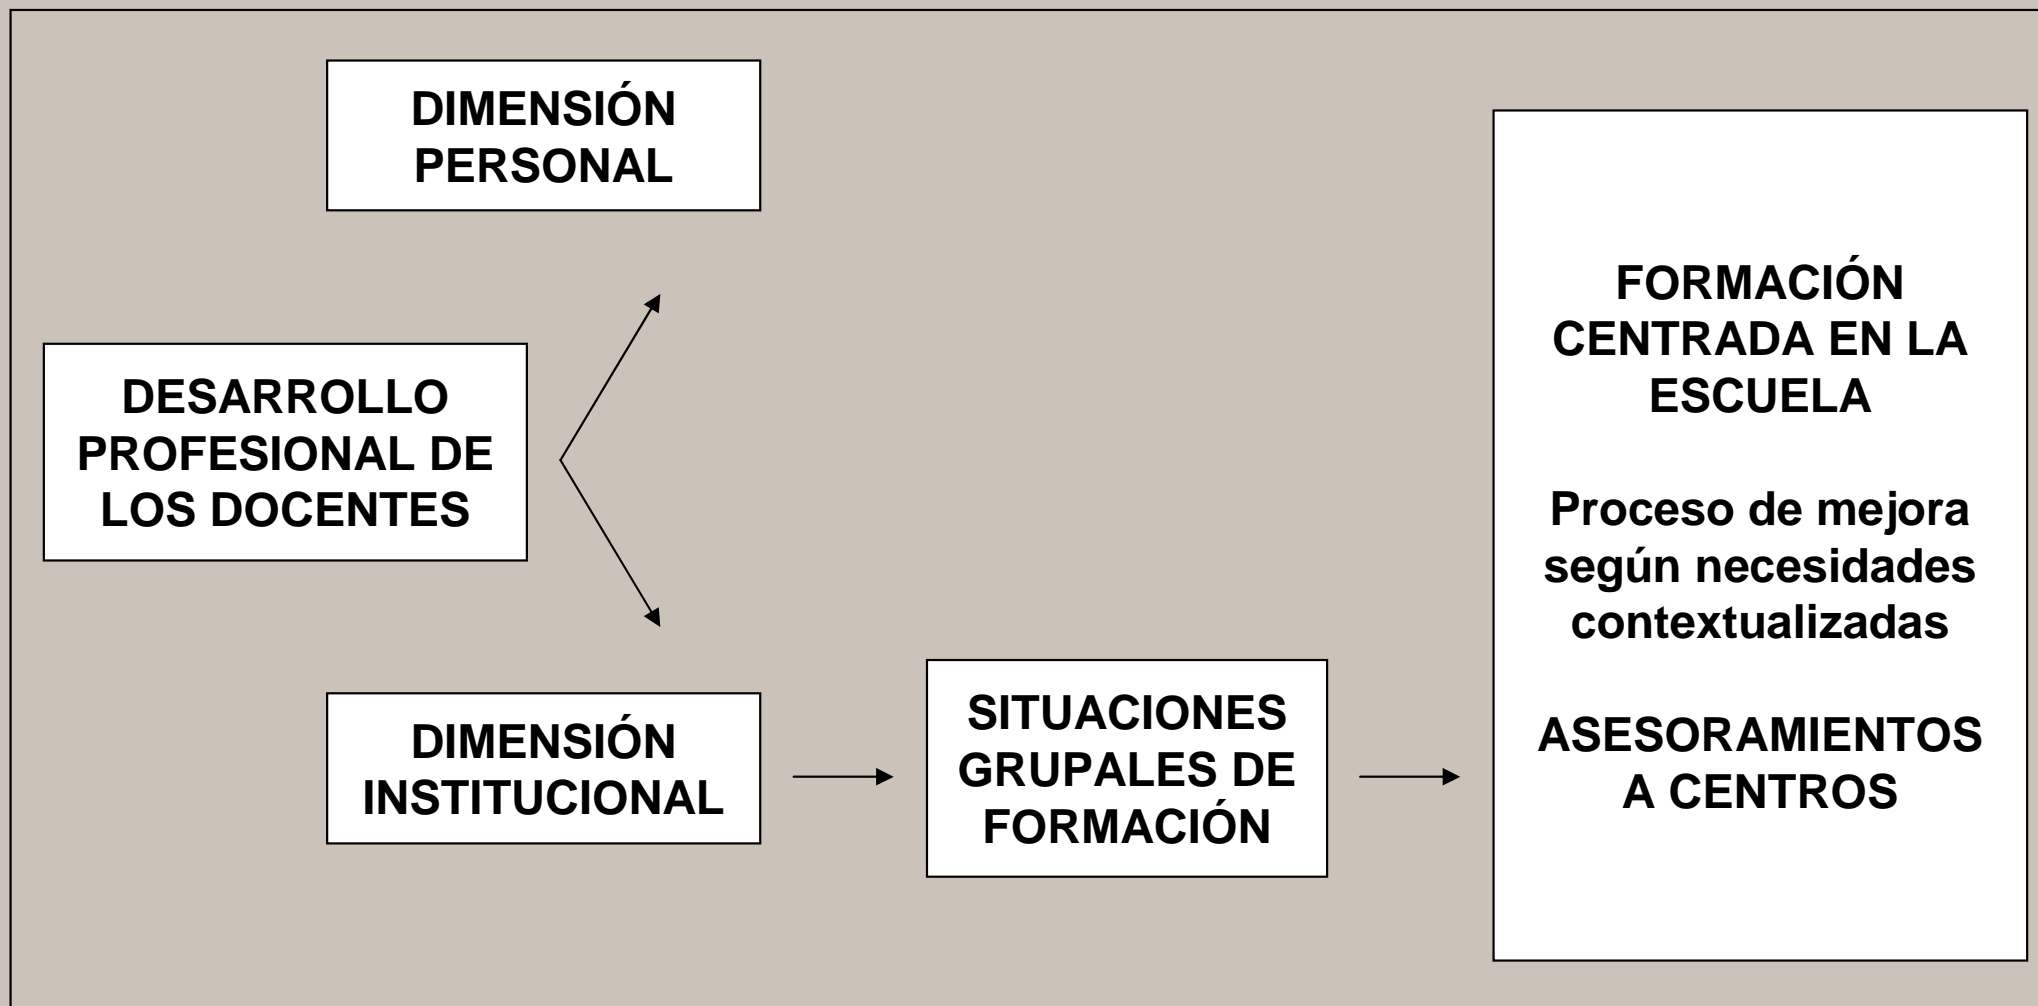 DIMENSIÓN
PERSONAL
DESARROLLO
PROFESIONAL DE
LOS DOCENTES
DIMENSIÓN
INSTITUCIONAL
SITUACIONES
GRUPALES DE
FORMACIÓN
FORMACIÓN
CENTRADA EN LA
ESCUELA
Proceso de mejora
según necesidades
contextualizadas
ASESORAMIENTOS
A CENTROS